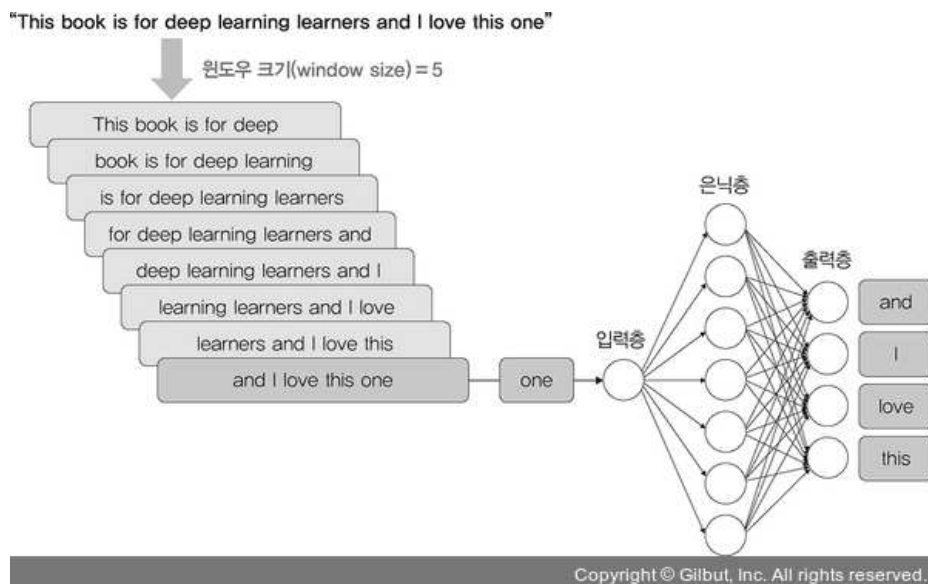 "This book is for deep learning learners and I love this one"
윈도우 크기(window size) = 5
This book is for deep
book is for deep learning
is for deep learning learners
for deep learning learners and
deep learning learners and I
learning learners and I love
learners and I love this
and I love this one
one
입력층
은닉층
출력층
and
I
love
this
Copyright © Gilbut, Inc. All rights reserved.